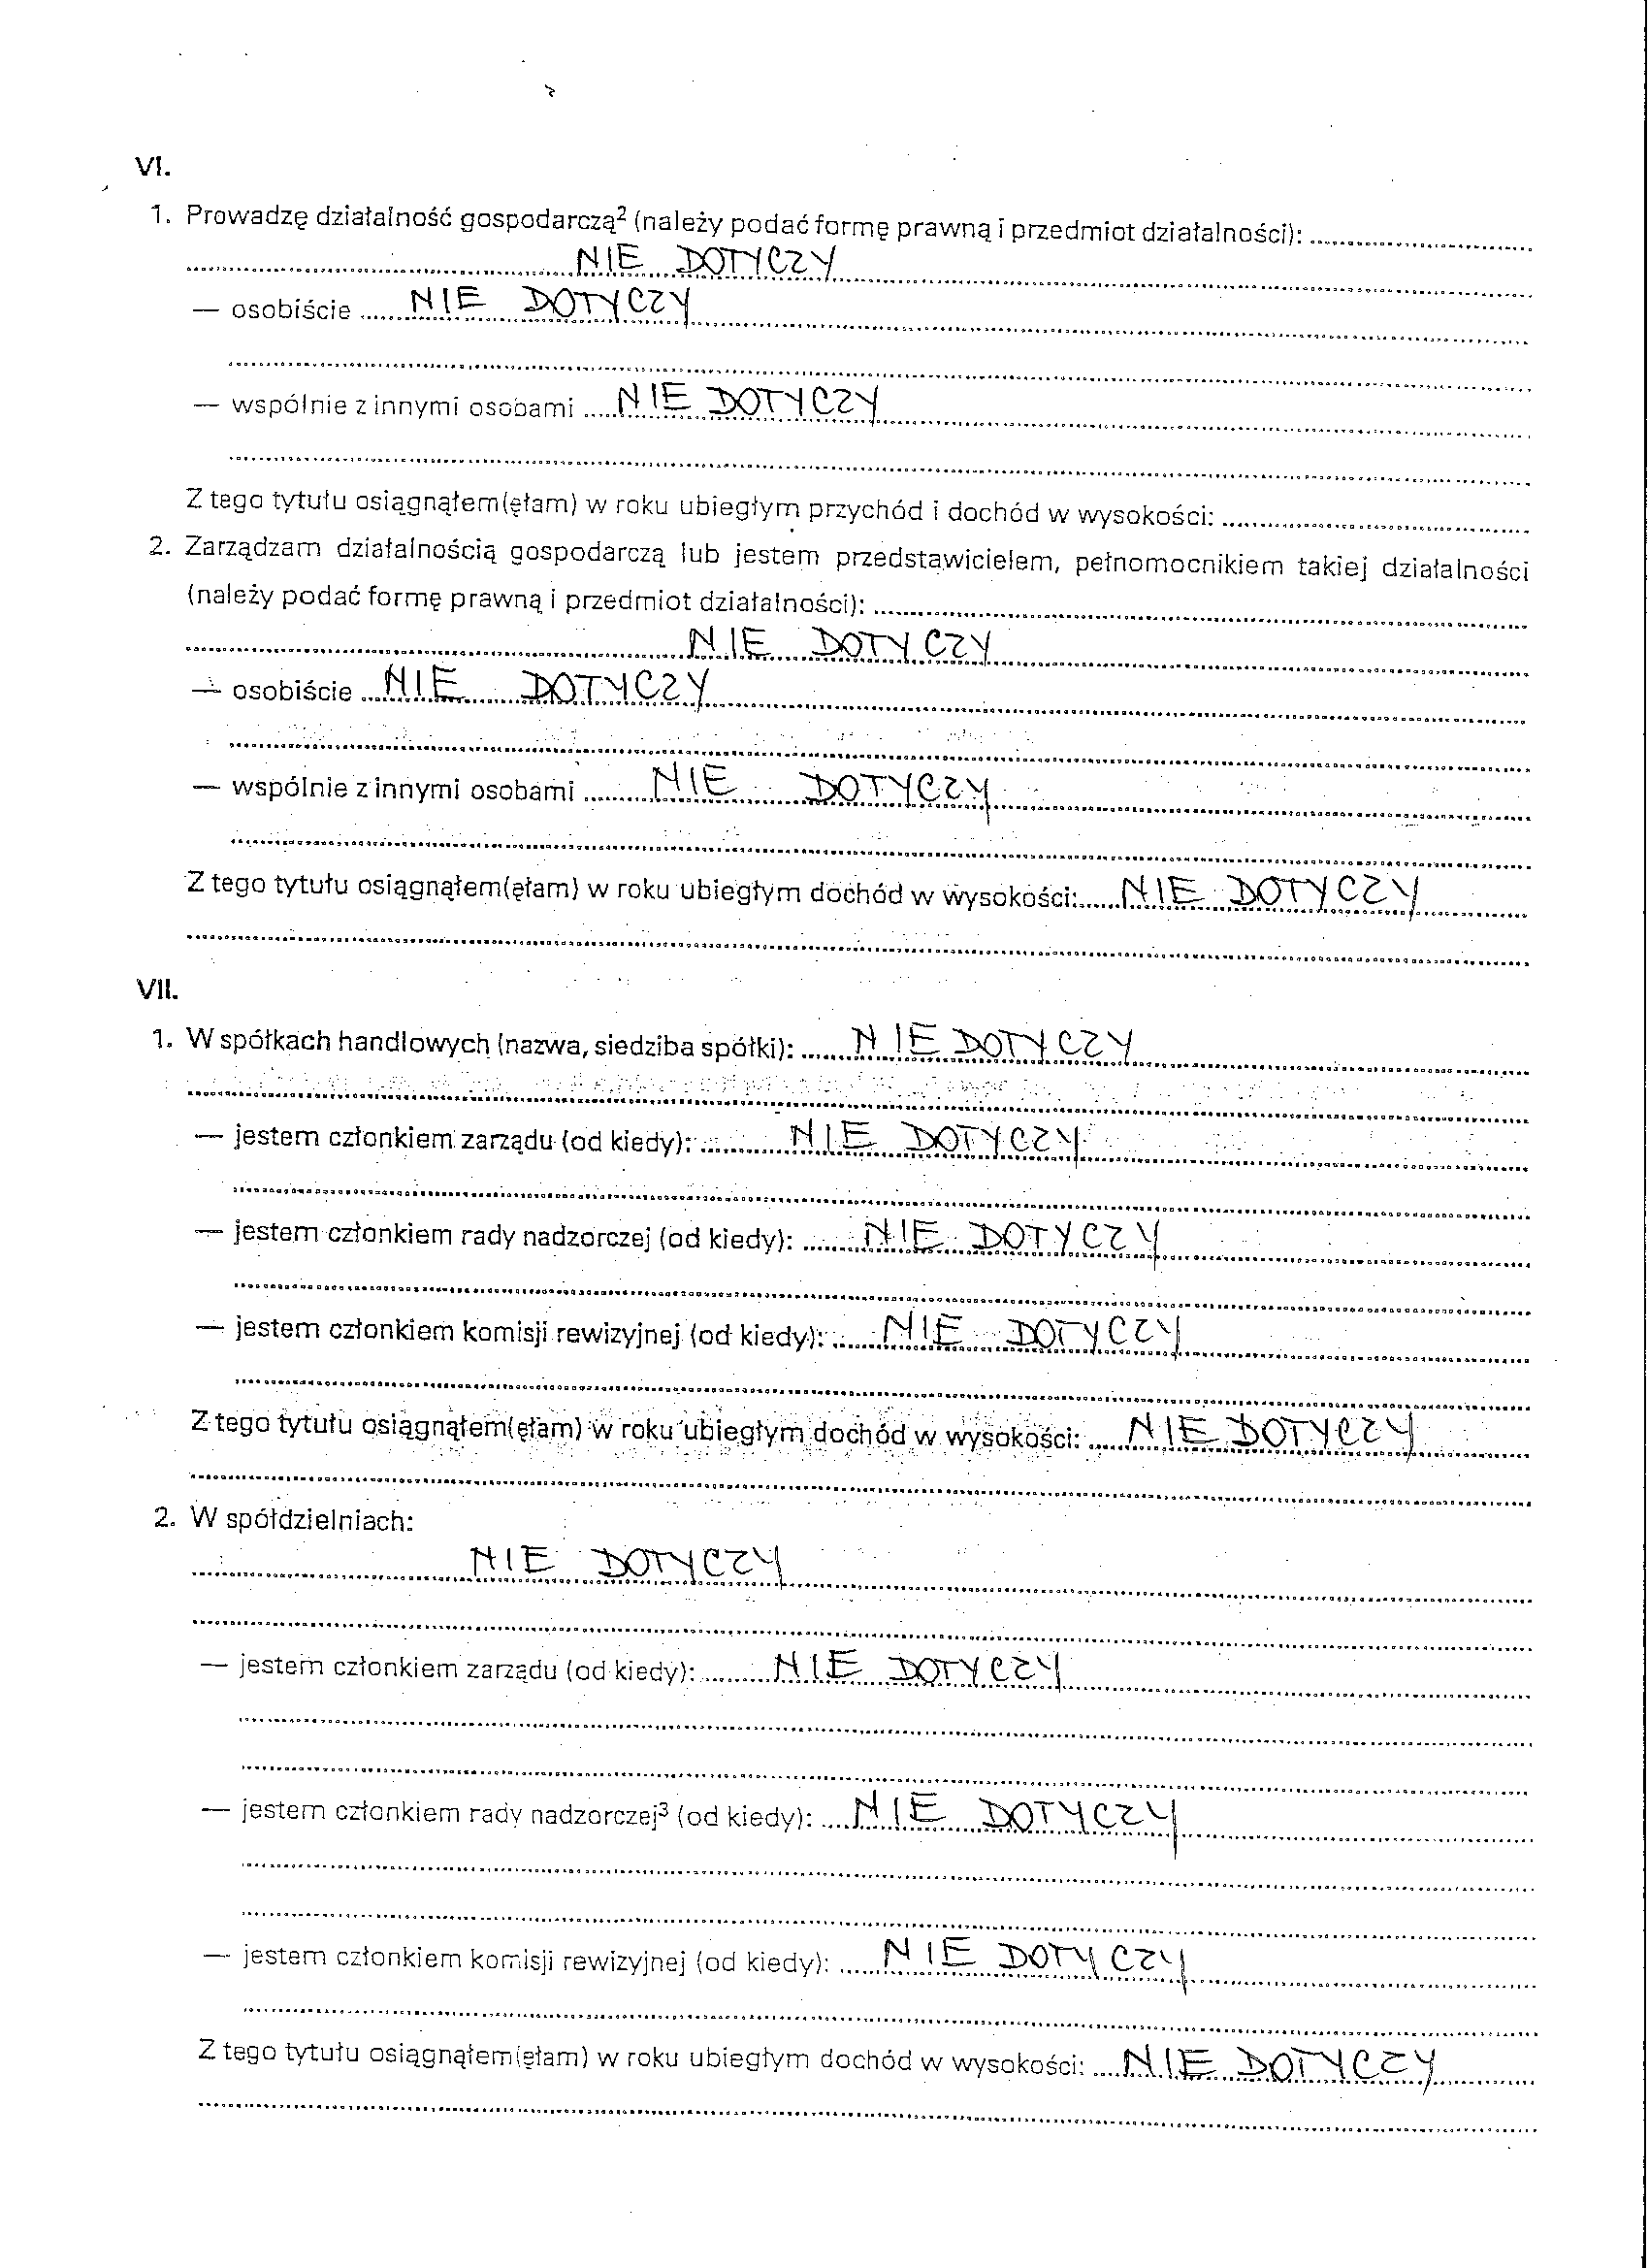 VI.
1. Prowadzę działalność gospodarczą² (należy podać formę prawną i przedmiot działalności):
NIE DOTYCZY
— osobiście NIE DOTYCZY
— wspólnie z innymi osobami NIE DOTYCZY
Z tego tytułu osiągnąłem(ęłam) w roku ubiegłym przychód i dochód w wysokości:
2. Zarządzam działalnością gospodarczą lub jestem przedstawicielem, pełnomocnikiem takiej działalności
(należy podać formę prawną i przedmiot działalności):
NIE DOTYCZY
— osobiście NIE DOTYCZY
— wspólnie z innymi osobami NIE DOTYCZY
Z tego tytułu osiągnąłem(ęłam) w roku ubiegłym dochód w wysokości: NIE DOTYCZY
VII.
1. W spółkach handlowych (nazwa, siedziba spółki): NIE DOTYCZY
— jestem członkiem zarządu (od kiedy): NIE DOTYCZY
— jestem członkiem rady nadzorczej (od kiedy): NIE DOTYCZY
— jestem członkiem komisji rewizyjnej (od kiedy): NIE DOTYCZY
Z tego tytułu osiągnąłem(ęłam) w roku ubiegłym dochód w wysokości: NIE DOTYCZY
2. W spółdzielniach:
NIE DOTYCZY
— jestem członkiem zarządu (od kiedy): NIE DOTYCZY
— jestem członkiem rady nadzorczej³ (od kiedy): NIE DOTYCZY
— jestem członkiem komisji rewizyjnej (od kiedy): NIE DOTYCZY
Z tego tytułu osiągnąłem(ęłam) w roku ubiegłym dochód w wysokości: NIE DOTYCZY